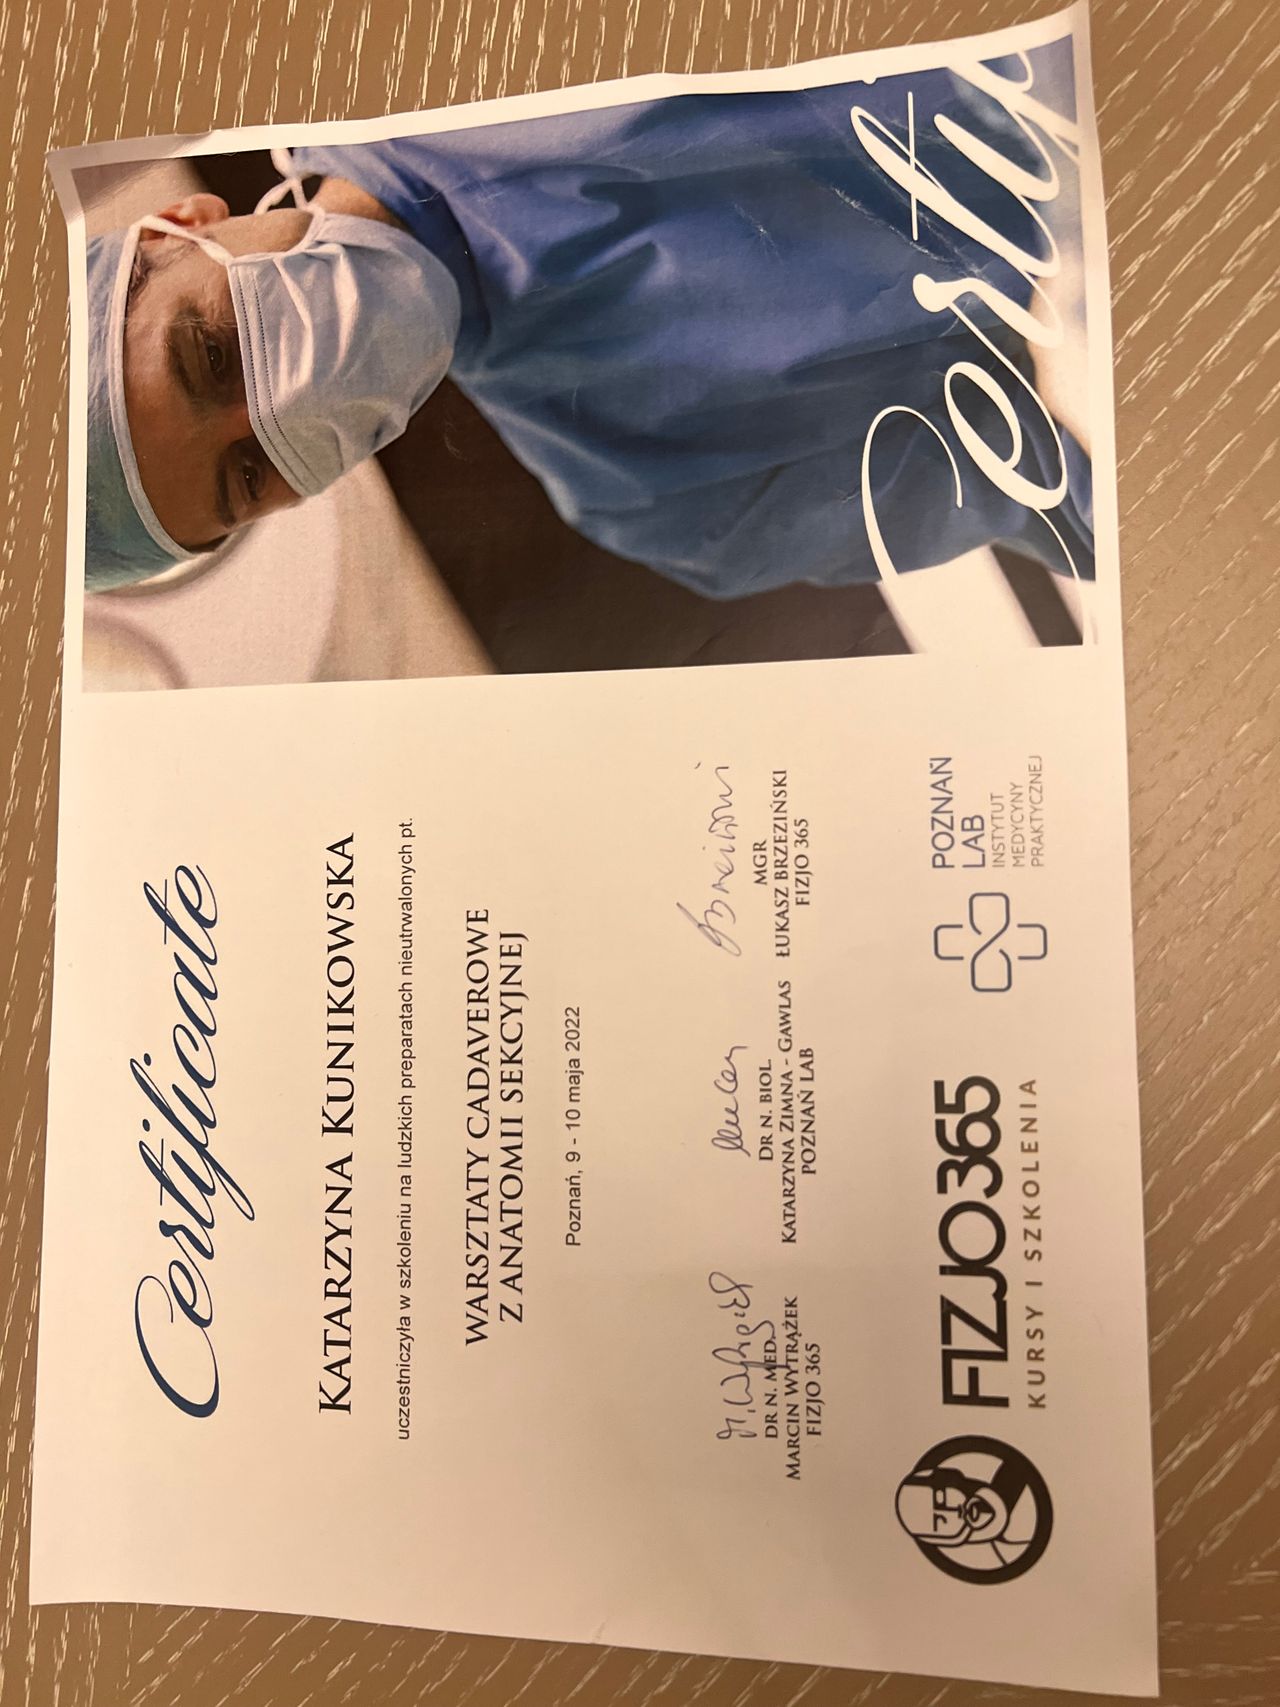 Certificate
KATARZYNA KUNIKOWSKA
uczestniczyła w szkoleniu na ludzkich preparatach nieutrwalonych pt.
WARSZTATY CADAVEROWE
Z ANATOMII SEKCYJNEJ
Poznań, 9 - 10 maja 2022
DR N. MED.
MARCIN WYTRĄŻEK
FIZJO 365
DR N. BIOL.
KATARZYNA ZIMNA - GAWLAS
POZNAŃ LAB
MGR
ŁUKASZ BRZEZIŃSKI
FIZJO 365
FIZJO365
KURSY I SZKOLENIA
POZNAŃ
LAB
INSTYTUT
MEDYCYNY
PRAKTYCZNEJ
Certif